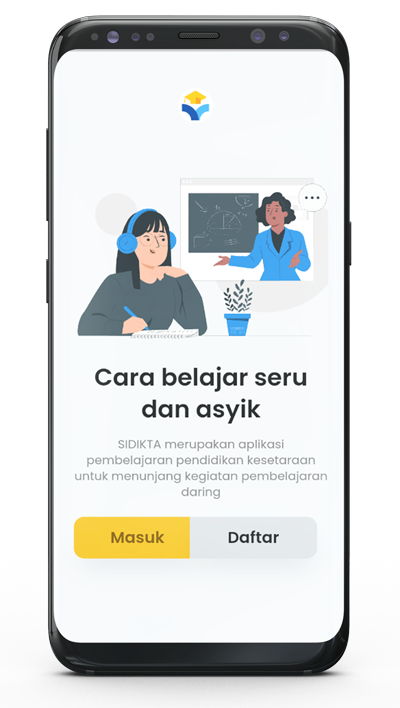 Cara belajar seru
dan asyik
SIDIKTA merupakan aplikasi
pembelajaran pendidikan kesetaraan
untuk menunjang kegiatan pembelajaran
daring
Masuk
Daftar